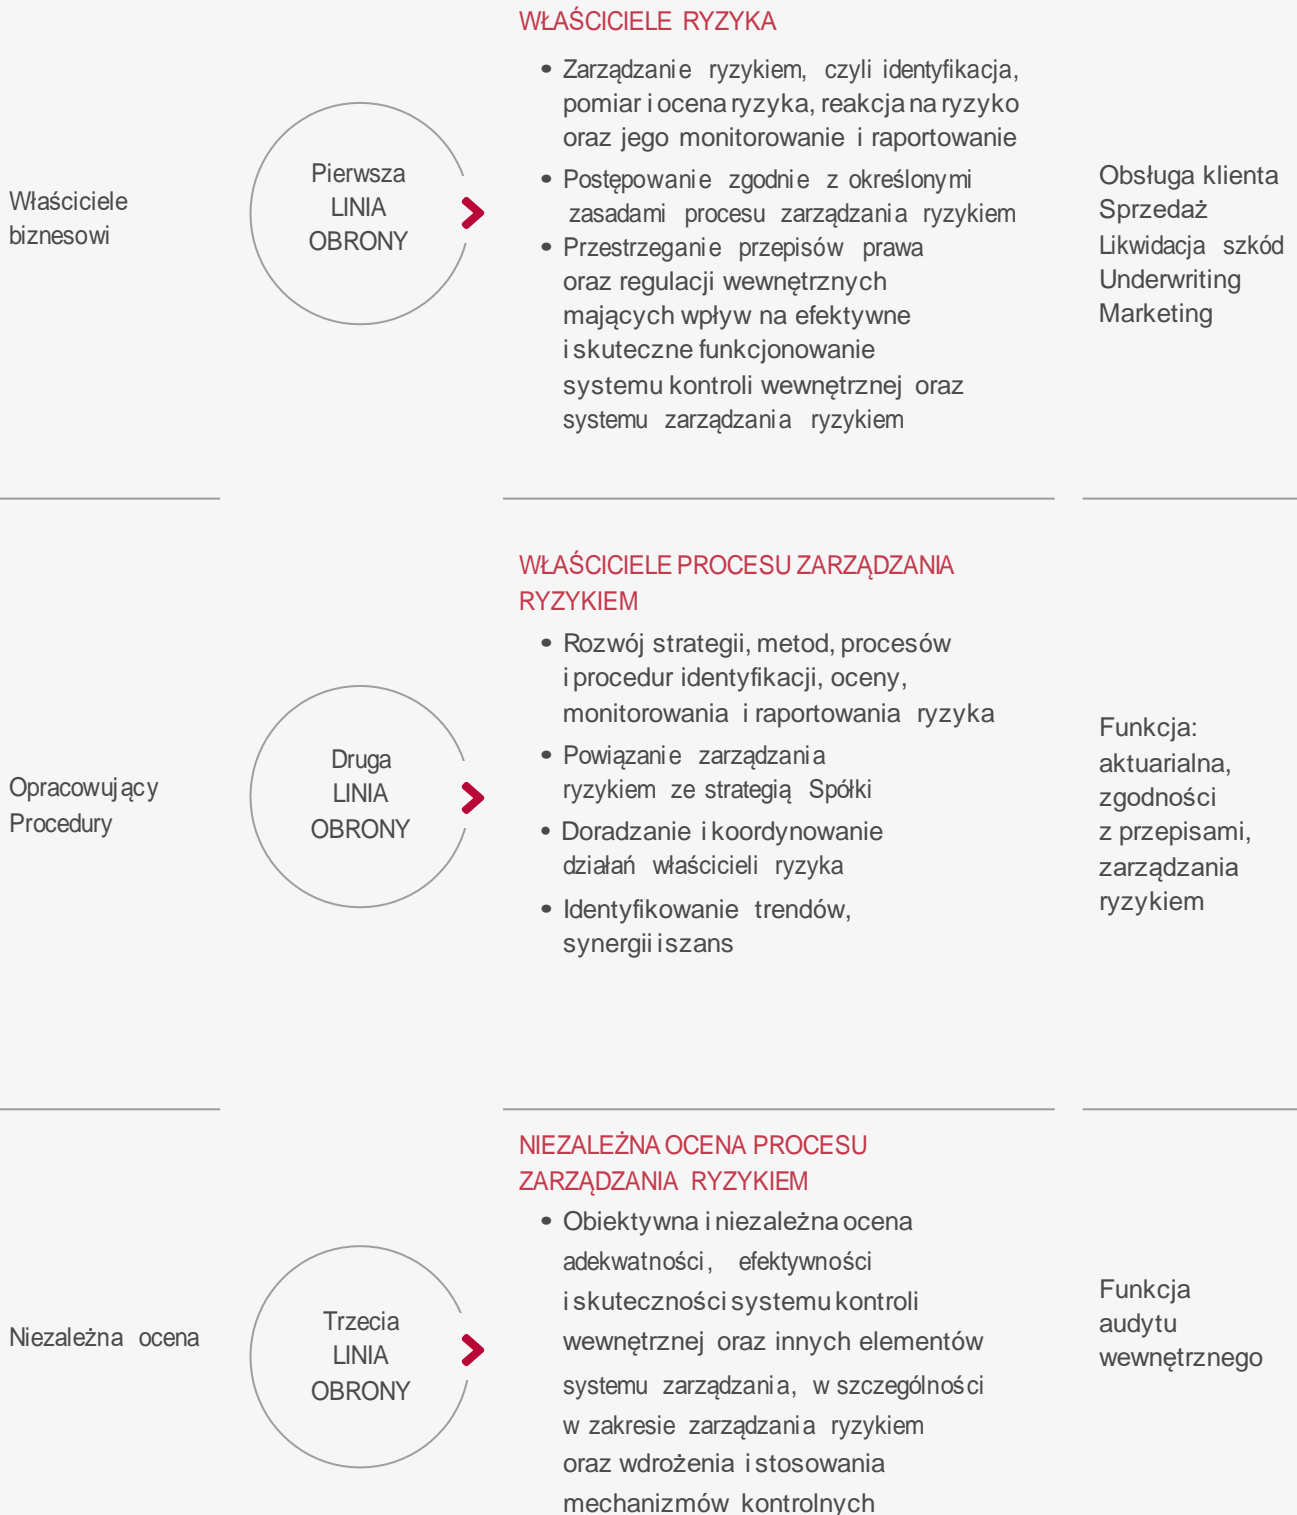 Właściciele
biznesowi
Pierwsza
LINIA
OBRONY
WŁAŚCICIELE RYZYKA
• Zarządzanie ryzykiem, czyli identyfikacja,
pomiar i ocena ryzyka, reakcja na ryzyko
oraz jego monitorowanie i raportowanie
• Postępowanie zgodnie z określonymi
zasadami procesu zarządzania ryzykiem
• Przestrzeganie przepisów prawa
oraz regulacji wewnętrznych
mających wpływ na efektywne
i skuteczne funkcjonowanie
systemu kontroli wewnętrznej oraz
systemu zarządzania ryzykiem
Obsługa klienta
Sprzedaż
Likwidacja szkód
Underwriting
Marketing
Opracowujący
Procedury
Druga
LINIA
OBRONY
WŁAŚCICIELE PROCESU ZARZĄDZANIA
RYZYKIEM
• Rozwój strategii, metod, procesów
i procedur identyfikacji, oceny,
monitorowania i raportowania ryzyka
• Powiązanie zarządzania
ryzykiem ze strategią Spółki
• Doradzanie i koordynowanie
działań właścicieli ryzyka
• Identyfikowanie trendów,
synergii i szans
Funkcja:
aktuarialna,
zgodności
z przepisami,
zarządzania
ryzykiem
Niezależna ocena
Trzecia
LINIA
OBRONY
NIEZALEŻNA OCENA PROCESU
ZARZĄDZANIA RYZYKIEM
• Obiektywna i niezależna ocena
adekwatności, efektywności
i skuteczności systemu kontroli
wewnętrznej oraz innych elementów
systemu zarządzania, w szczególności
w zakresie zarządzania ryzykiem
oraz wdrożenia i stosowania
mechanizmów kontrolnych
Funkcja
audytu
wewnętrznego